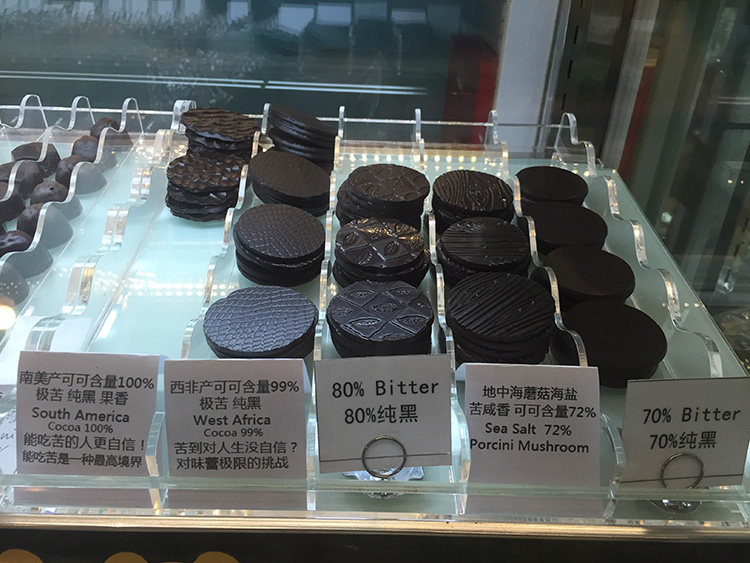 南美产可可含量100%
极苦 纯黑 果香
South America
Cocoa 100%
能吃苦的人更自信！
能吃苦是一种最高境界
西非产可可含量99%
极苦 纯黑
West Africa
Cocoa 99%
苦到对人生没自信？
对味蕾极限的挑战
80% Bitter
80%纯黑
地中海蘑菇海盐
苦咸香 可可含量72%
Sea Salt 72%
Porcini Mushroom
70% Bitter
70%纯黑